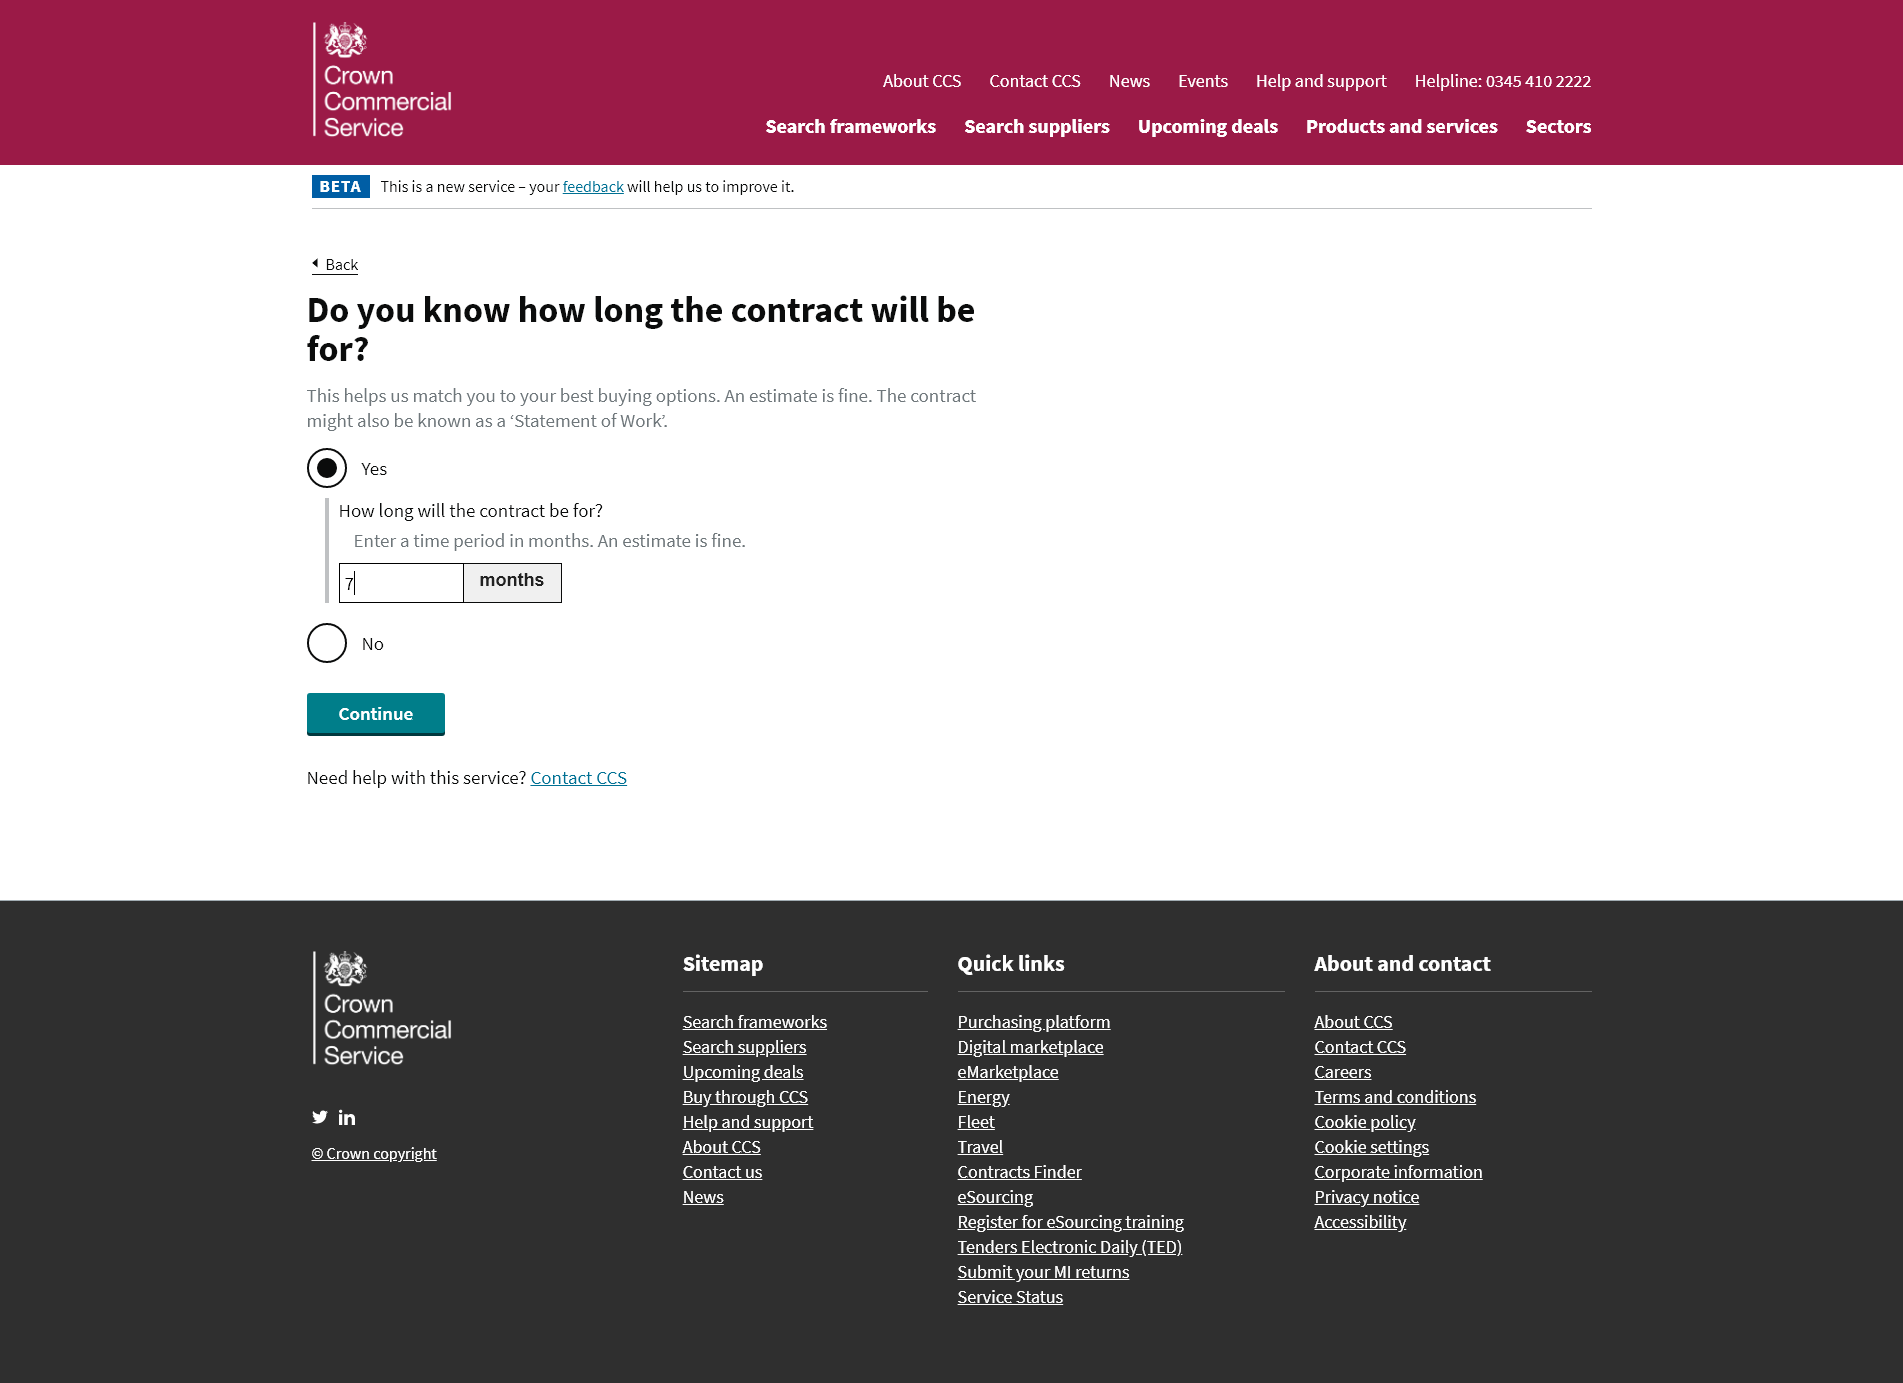 Crown
Commercial
Service
About CCS Contact CCS News Events Help and support Helpline: 0345 410 2222
Search frameworks Search suppliers Upcoming deals Products and services Sectors
BETA This is a new service – your feedback will help us to improve it.
Back
Do you know how long the contract will be
for?
This helps us match you to your best buying options. An estimate is fine. The contract
might also be known as a ‘Statement of Work’.
Yes
How long will the contract be for?
Enter a time period in months. An estimate is fine.
7 months
No
Continue
Need help with this service? Contact CCS
Crown
Commercial
Service
© Crown copyright
Sitemap
Search frameworks
Search suppliers
Upcoming deals
Buy through CCS
Help and support
About CCS
Contact us
News
Quick links
Purchasing platform
Digital marketplace
eMarketplace
Energy
Fleet
Travel
Contracts Finder
eSourcing
Register for eSourcing training
Tenders Electronic Daily (TED)
Submit your MI returns
Service Status
About and contact
About CCS
Contact CCS
Careers
Terms and conditions
Cookie policy
Cookie settings
Corporate information
Privacy notice
Accessibility